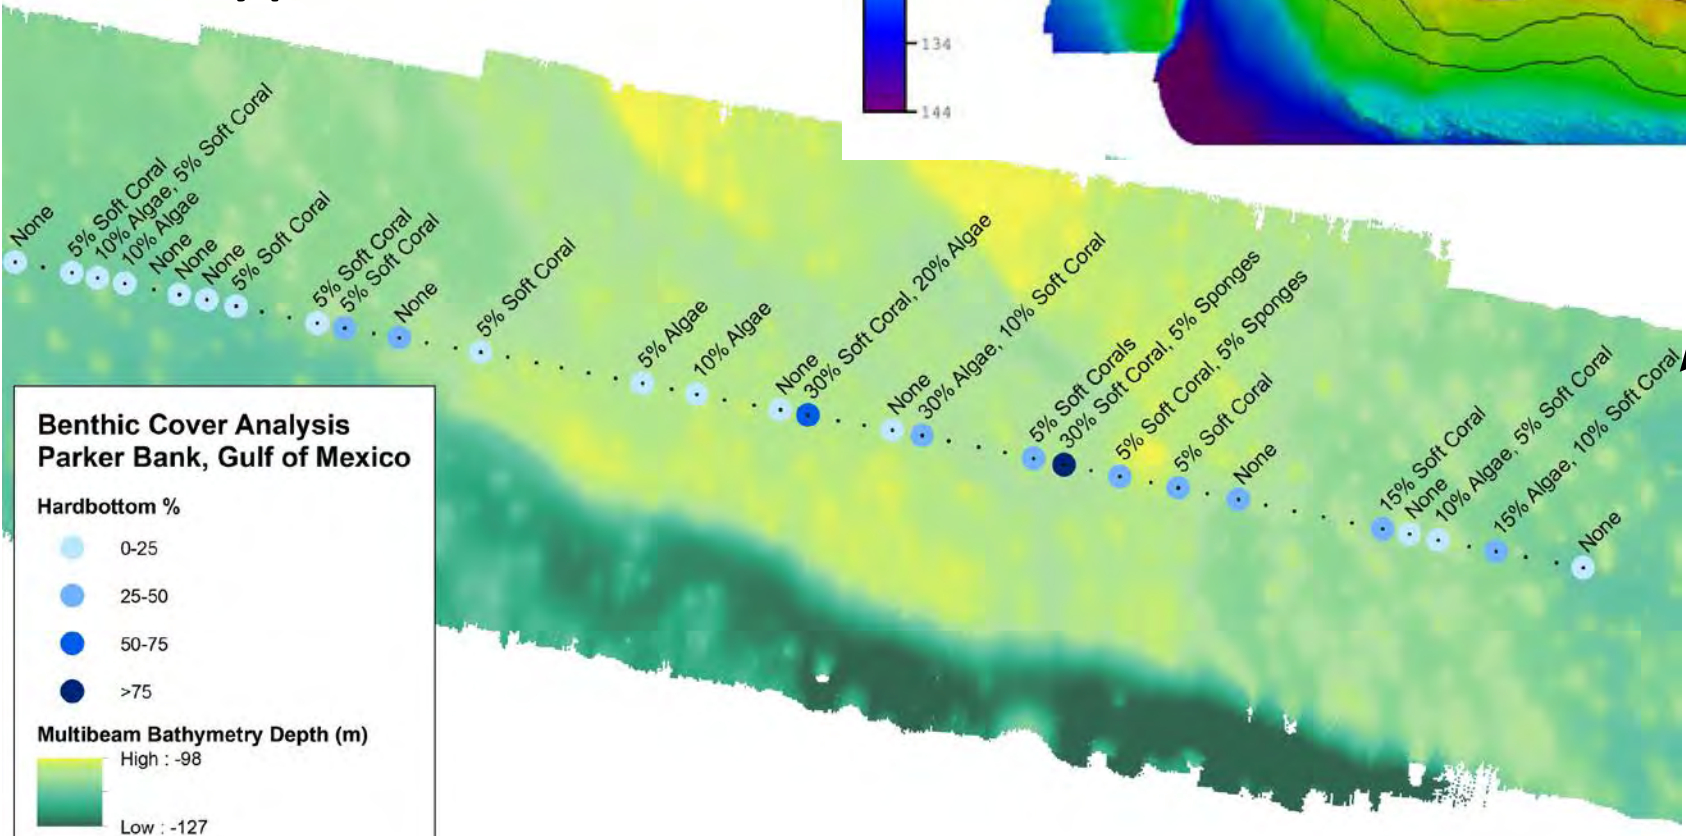 134
144
None
5% Soft Coral
10% Algae, 5% Soft Coral
10% Algae
None
None
None
5% Soft Coral
5% Soft Coral
5% Soft Coral
None
5% Soft Coral
5% Algae
10% Algae
None
30% Soft Coral, 20% Algae
None
30% Algae, 10% Soft Coral
5% Soft Corals
30% Soft Coral, 5% Sponges
5% Soft Coral, 5% Sponges
5% Soft Coral
None
15% Soft Coral
None
10% Algae, 5% Soft Coral
15% Algae, 10% Soft Coral
None
Benthic Cover Analysis
Parker Bank, Gulf of Mexico
Hardbottom %
0-25
25-50
50-75
>75
Multibeam Bathymetry Depth (m)
High : -98
Low : -127